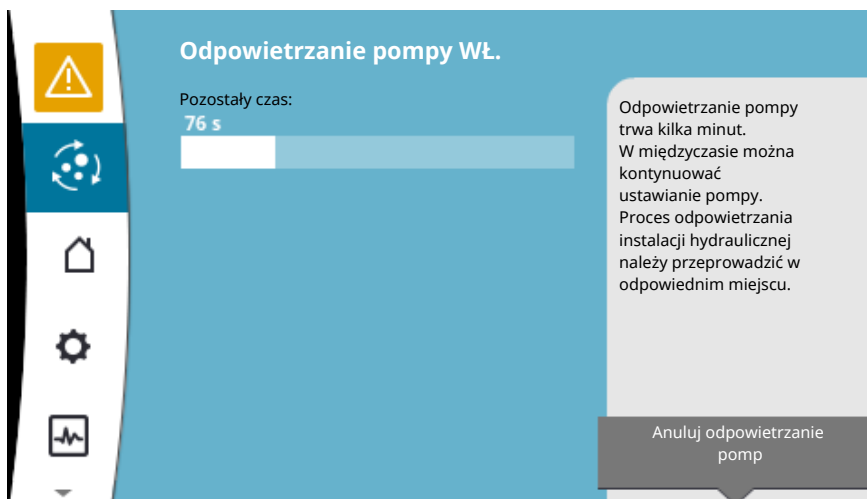 Odpowietrzanie pompy WŁ.
Pozostały czas:
76 s
Odpowietrzanie pompy
trwa kilka minut.
W międzyczasie można
kontynuować
ustawianie pompy.
Proces odpowietrzania
instalacji hydraulicznej
należy przeprowadzić w
odpowiednim miejscu.
Anuluj odpowietrzanie
pomp